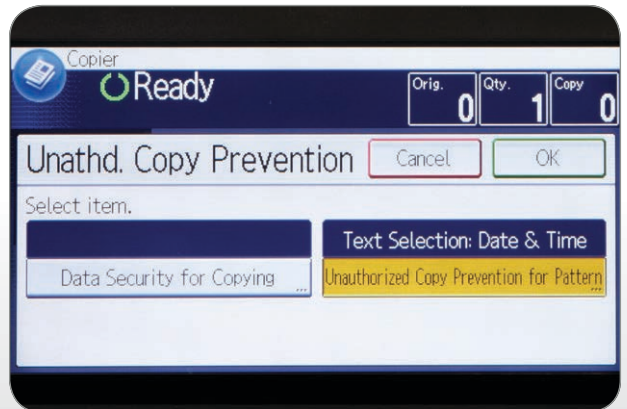 Copier
Ready
Orig. 0 Qty. 1 Copy 0
Unathd. Copy Prevention Cancel OK
Select item.
Text Selection: Date & Time
Data Security for Copying ... Unauthorized Copy Prevention for Pattern ...